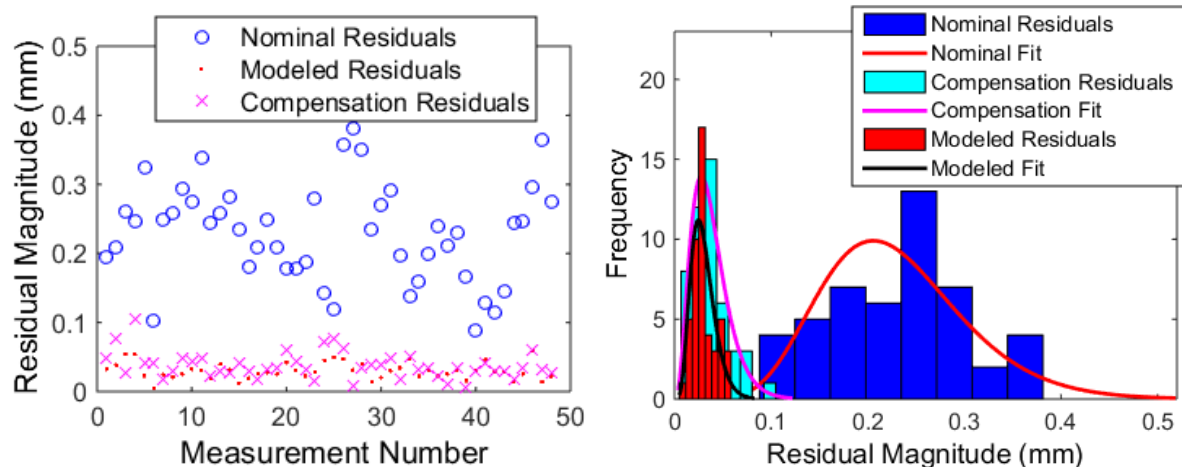 Nominal Residuals
Modeled Residuals
Compensation Residuals
0.5
0.4
0.3
0.2
0.1
0
0 10 20 30 40 50
Residual Magnitude (mm)
Measurement Number
Nominal Residuals
Nominal Fit
Compensation Residuals
Compensation Fit
Modeled Residuals
Modeled Fit
20
15
10
5
0
0 0.1 0.2 0.3 0.4 0.5
Frequency
Residual Magnitude (mm)